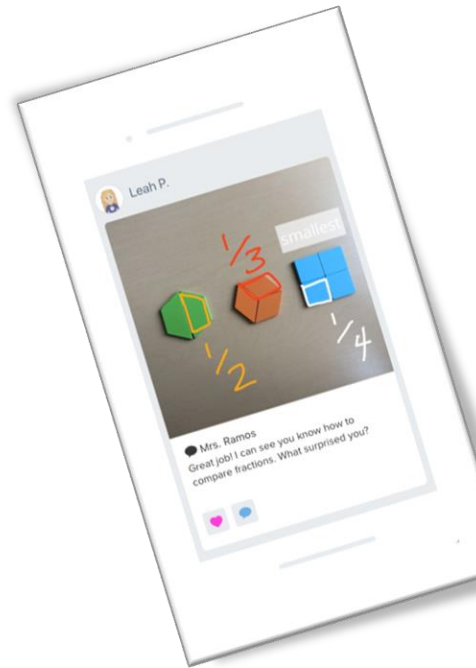 Leah P.
smallest
1/3
1/2
1/4
Mrs. Ramos
Great job! I can see you know how to
compare fractions. What surprised you?